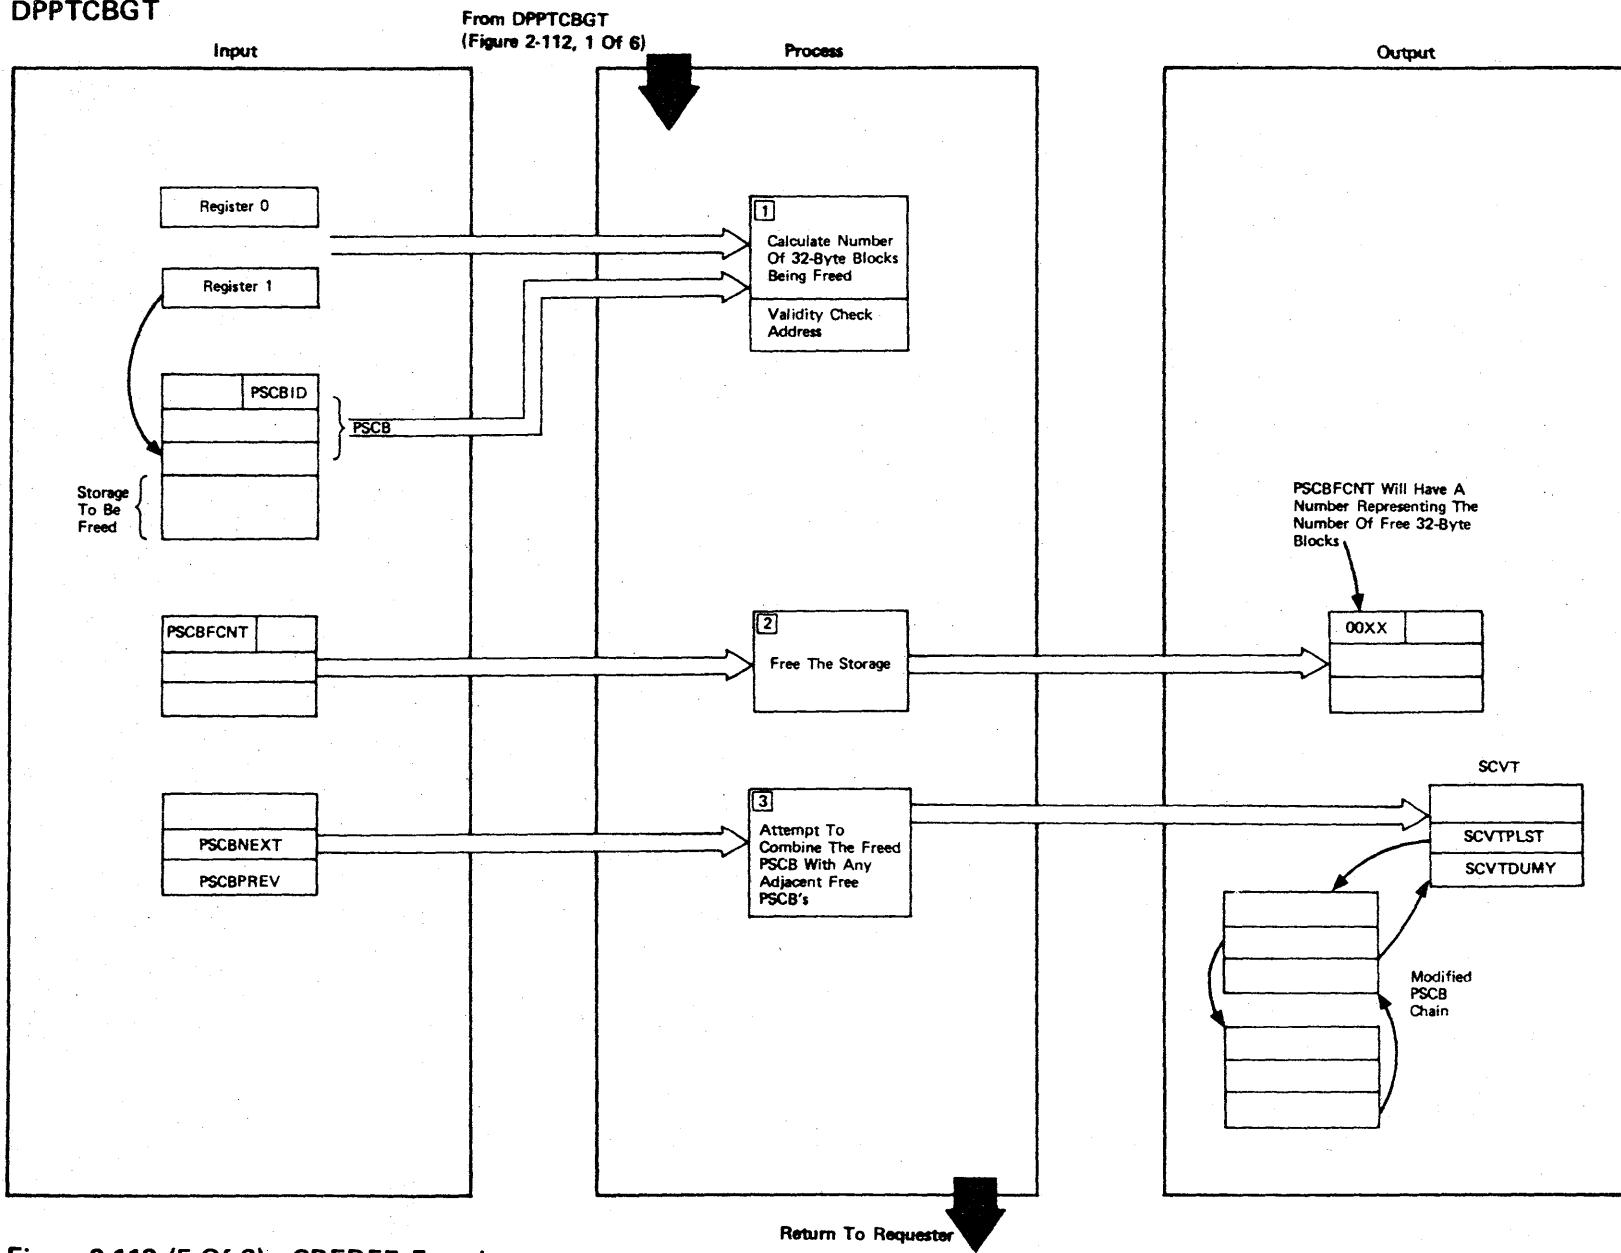 DPPTCBGT
From DPPTCBGT
(Figure 2-112, 1 Of 6)
Input
Process
Output
Register 0
Register 1
PSCBID
PSCB
Storage
To Be
Freed
1
Calculate Number
Of 32-Byte Blocks
Being Freed
Validity Check
Address
PSCBFCNT Will Have A
Number Representing The
Number Of Free 32-Byte
Blocks
PSCBFCNT
2
Free The Storage
00XX
PSCBNEXT
PSCBPREV
3
Attempt To
Combine The Freed
PSCB With Any
Adjacent Free
PSCB's
SCVT
SCVTPLST
SCVTDUMY
Modified
PSCB
Chain
Return To Requester